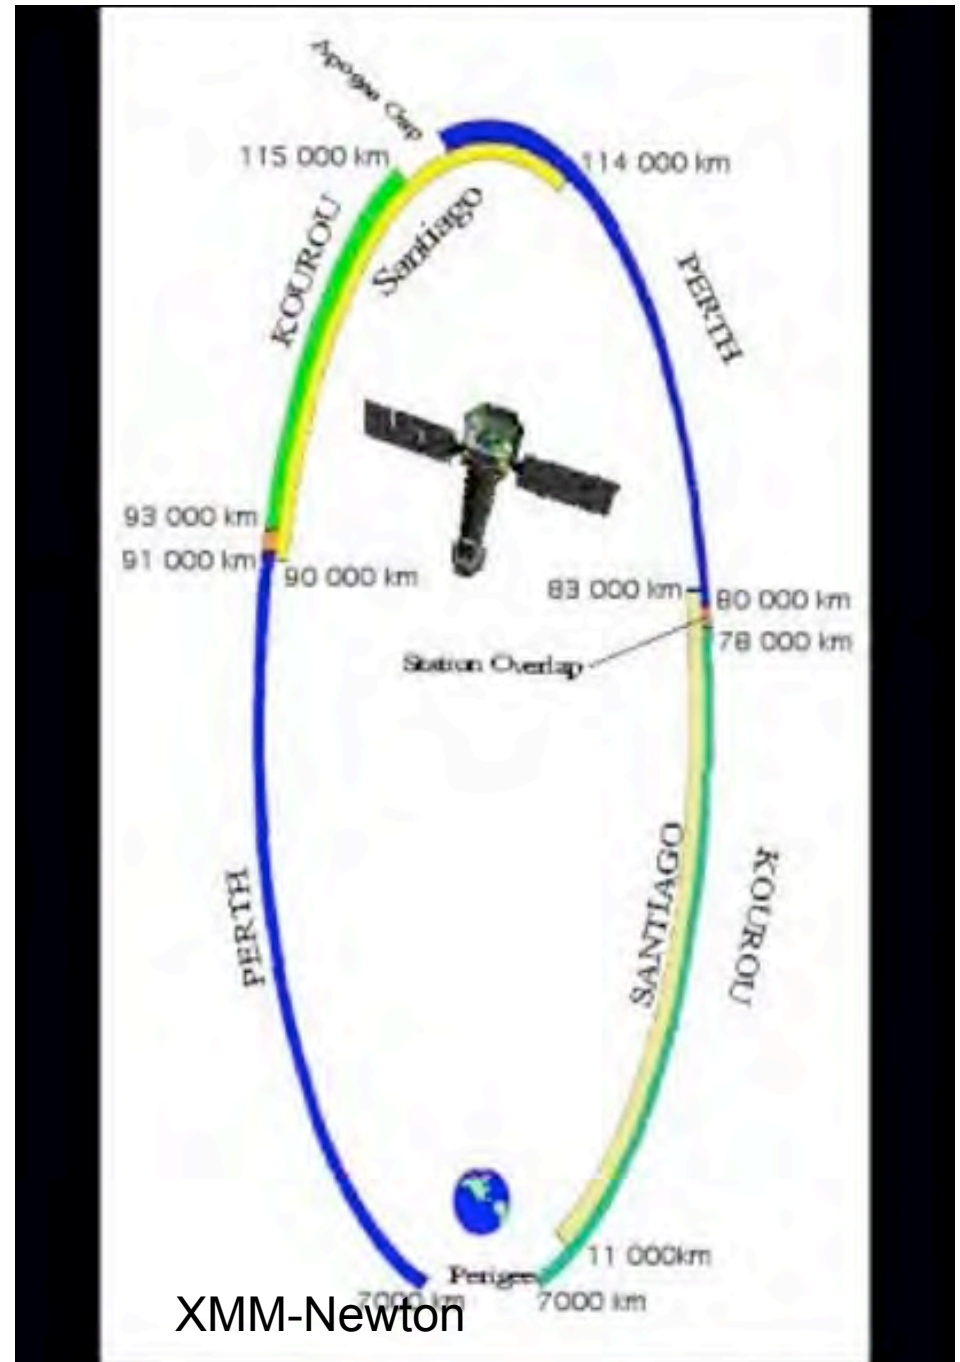 Apogee Gap
115 000 km
114 000 km
KOUROU
Santiago
PERTH
93 000 km
91 000 km
90 000 km
83 000 km
80 000 km
78 000 km
Station Overlap
SANTIAGO
KOUROU
PERTH
11 000km
Perigee
7000 km
7000 km
XMM-Newton